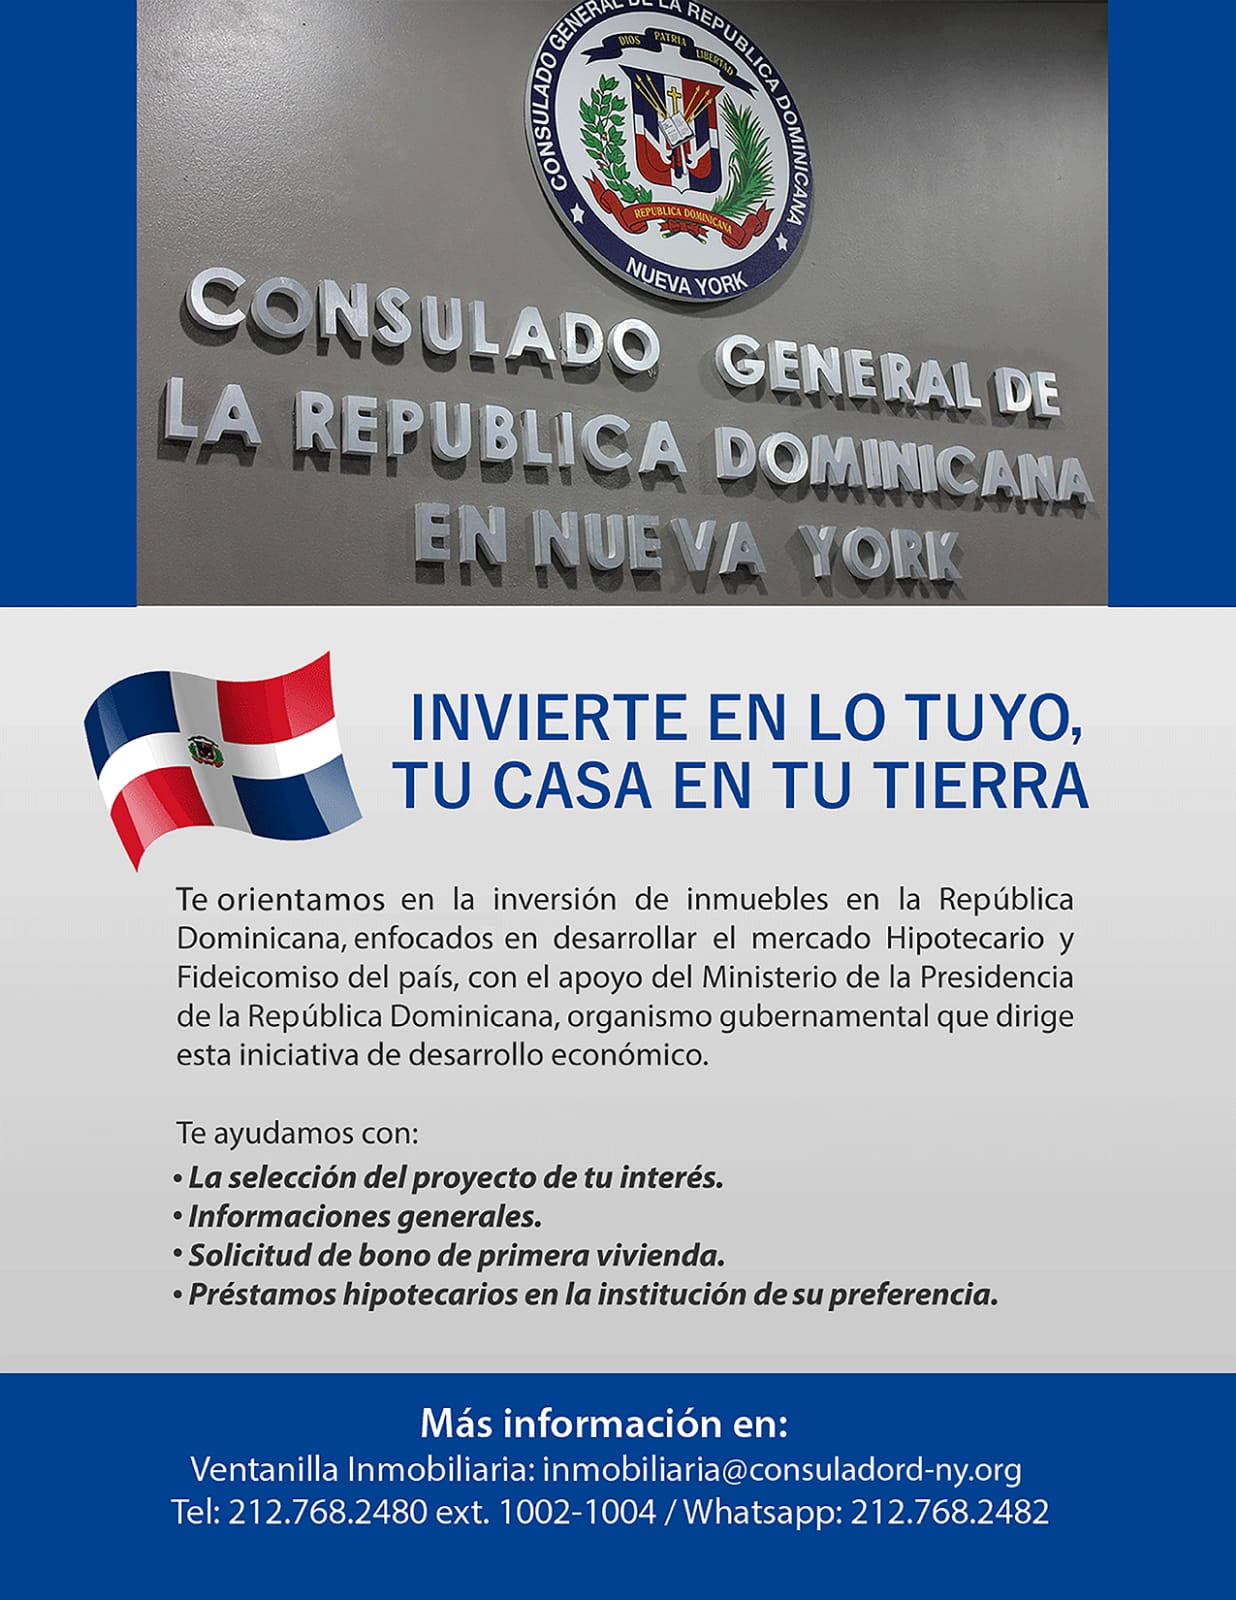 CONSULADO GENERAL DE LA REPUBLICA DOMINICANA
DIOS PATRIA LIBERTAD
REPUBLICA DOMINICANA
NUEVA YORK
CONSULADO GENERAL DE
LA REPUBLICA DOMINICANA
EN NUEVA YORK
INVIERTE EN LO TUYO,
TU CASA EN TU TIERRA
Te orientamos en la inversión de inmuebles en la República
Dominicana, enfocados en desarrollar el mercado Hipotecario y
Fideicomiso del país, con el apoyo del Ministerio de la Presidencia
de la República Dominicana, organismo gubernamental que dirige
esta iniciativa de desarrollo económico.
Te ayudamos con:
• La selección del proyecto de tu interés.
• Informaciones generales.
• Solicitud de bono de primera vivienda.
• Préstamos hipotecarios en la institución de su preferencia.
Más información en:
Ventanilla Inmobiliaria: inmobiliaria@consuladord-ny.org
Tel: 212.768.2480 ext. 1002-1004 / Whatsapp: 212.768.2482